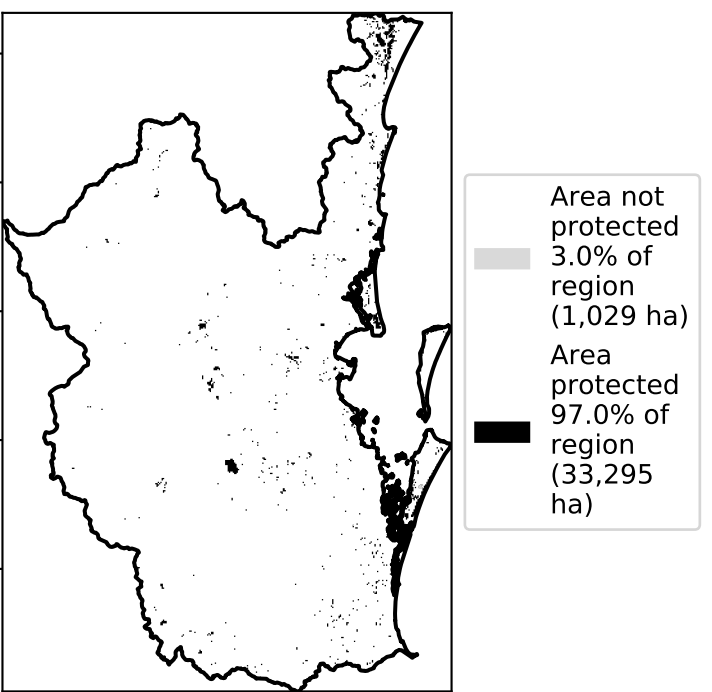 Area not
protected
3.0% of
region
(1,029 ha)
Area
protected
97.0% of
region
(33,295
ha)